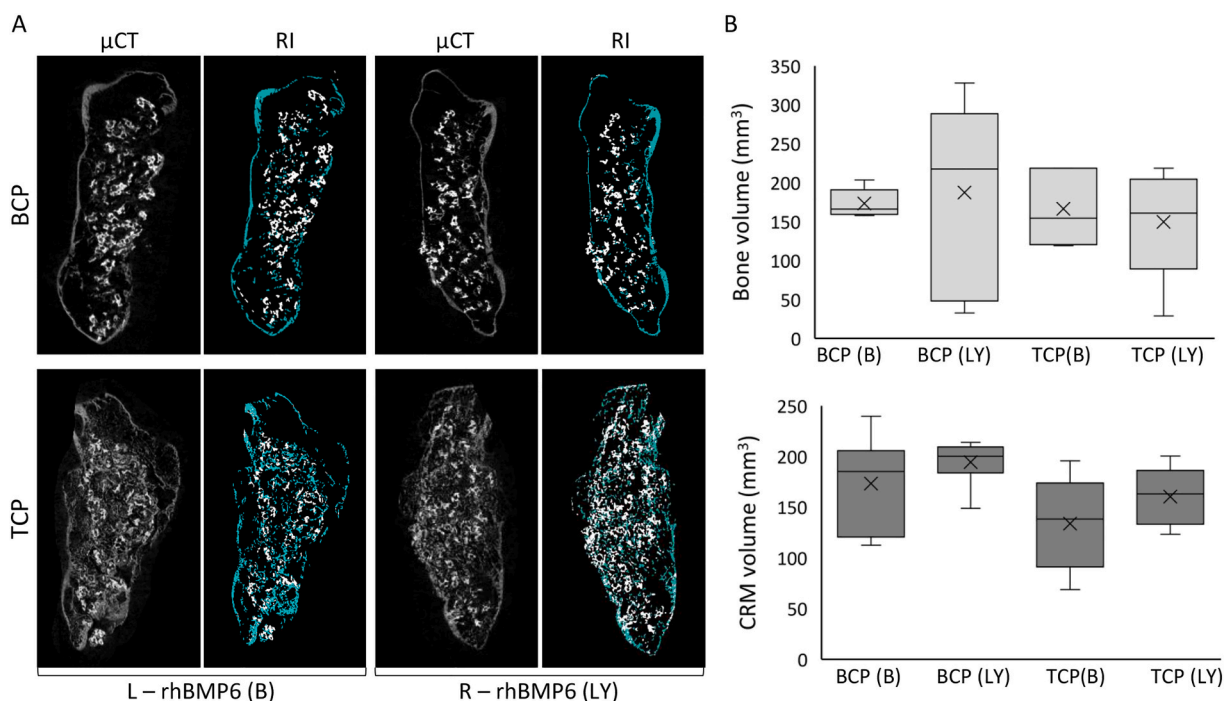 A
μCT RI μCT RI
BCP
TCP
L – rhBMP6 (B) R – rhBMP6 (LY)
B
Bone volume (mm³)
350
300
250
200
150
100
50
0
BCP (B) BCP (LY) TCP(B) TCP (LY)
CRM volume (mm³)
250
200
150
100
50
0
BCP (B) BCP (LY) TCP(B) TCP (LY)